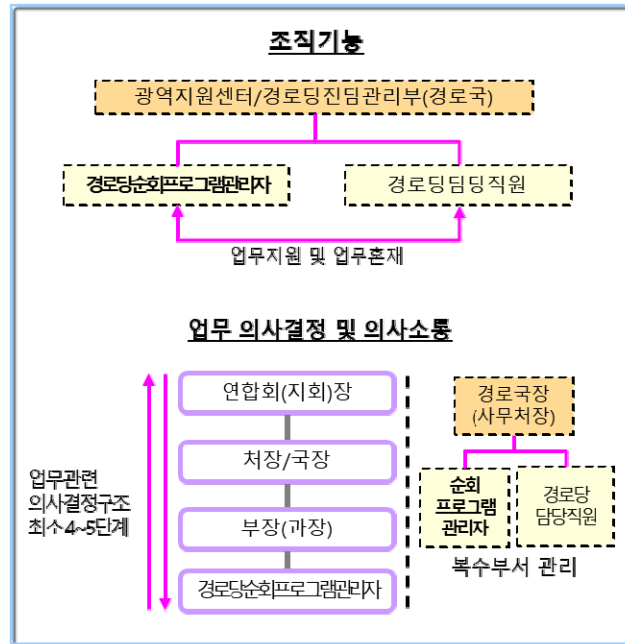 조직기능
광역지원센터/경로딩진딤관리부(경로국)
경로당순회프로그램관리자
경로딩딤딩직원
업무지원 및 업무혼재
업무 의사결정 및 의사소통
연합회(지회)장
처장/국장
부장(과장)
경로당순회프로그램관리자
업무관련
의사결정구조
최소4~5단계
경로국장
(사무처장)
순회
프로그램
관리자
경로당
담당직원
복수부서 관리